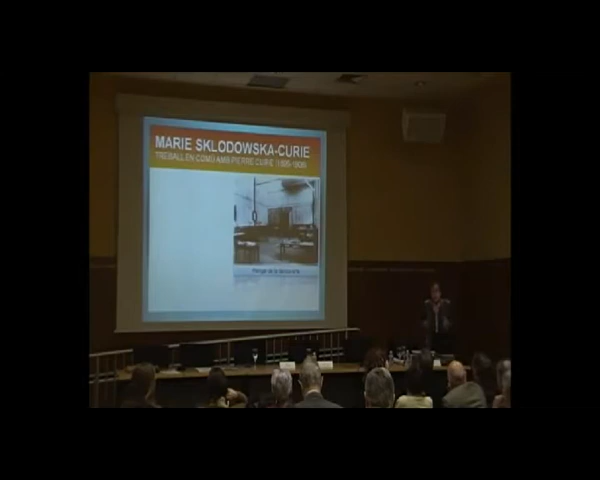 MARIE SKLODOWSKA-CURIE
TREBALL EN COMÚ AMB PIERRE CURIE (1895-1906)